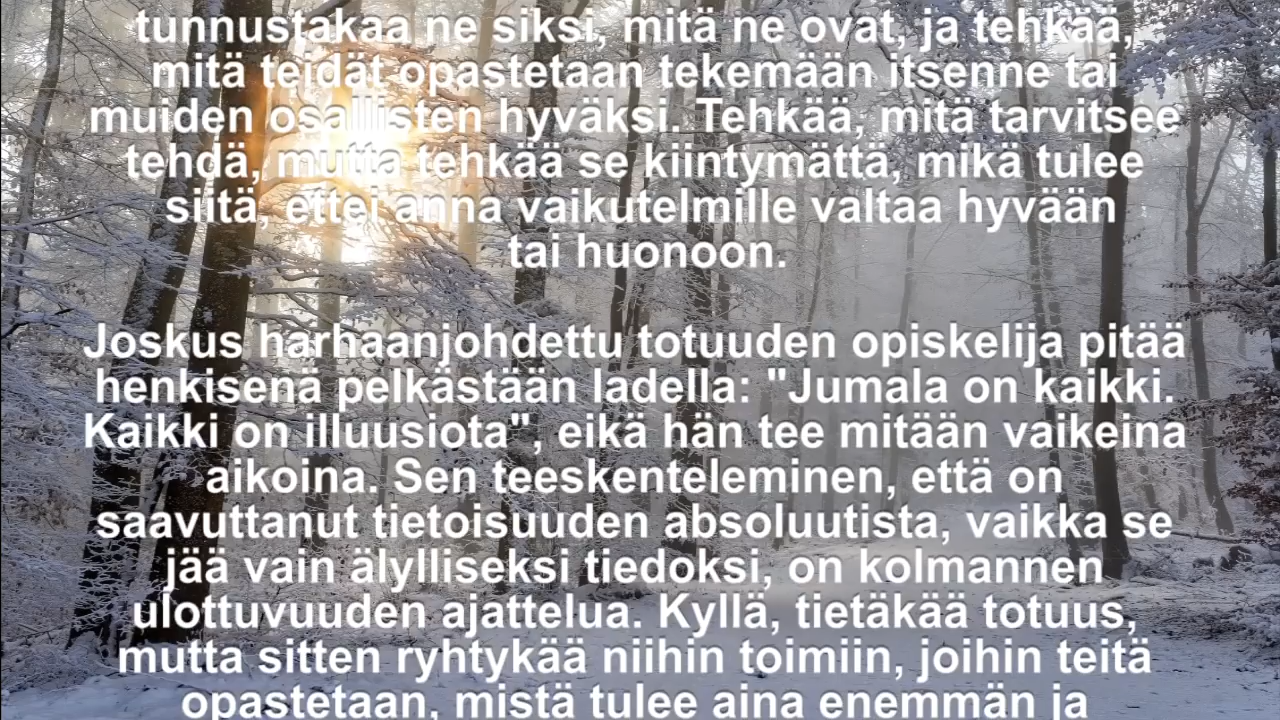 tunnustakaa ne siksi, mitä ne ovat, ja tehkää,
mitä teidät opastetaan tekemään itsenne tai
muiden osallisten hyväksi. Tehkää, mitä tarvitsee
tehdä, mutta tehkää se kiintymättä, mikä tulee
siitä, ettei anna vaikutelmille valtaa hyvään
tai huonoon.
Joskus harhaanjohdettu totuuden opiskelija pitää
henkisenä pelkästään ladella: "Jumala on kaikki.
Kaikki on illuusiota", eikä hän tee mitään vaikeina
aikoina. Sen teeskenteleminen, että on
saavuttanut tietoisuuden absoluutista, vaikka se
jää vain älylliseksi tiedoksi, on kolmannen
ulottuvuuden ajattelua. Kyllä, tietäkää totuus,
mutta sitten ryhtykää niihin toimiin, joihin teitä
opastetaan, mistä tulee aina enemmän ja